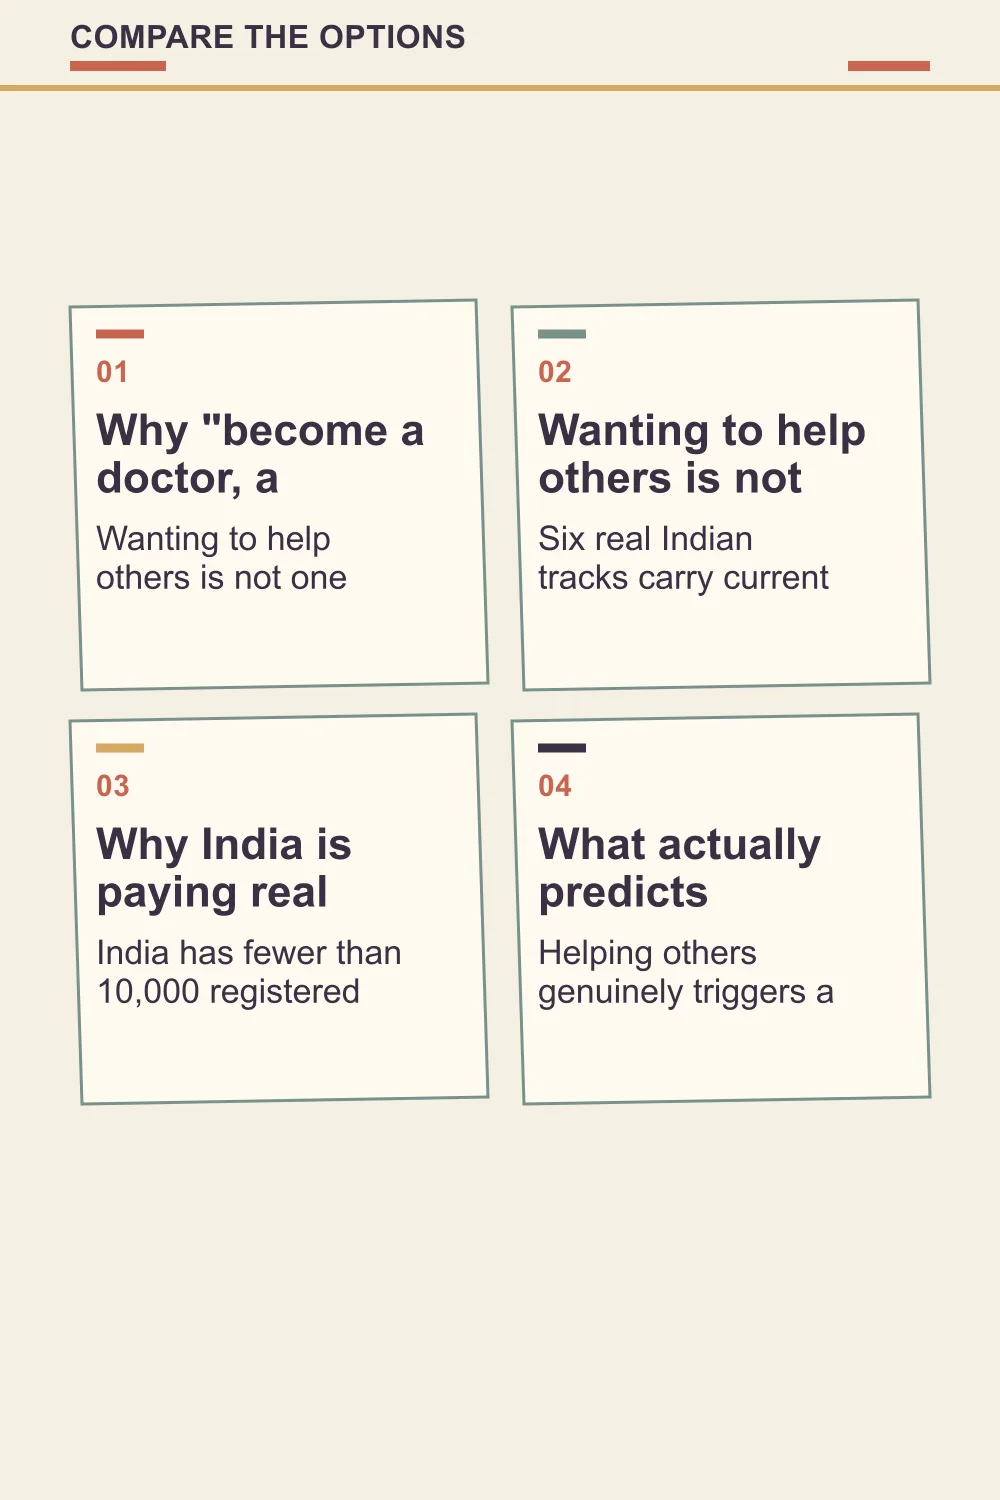 COMPARE THE OPTIONS
01
Why "become a
doctor, a
Wanting to help
others is not one
02
Wanting to help
others is not
Six real Indian
tracks carry current
03
Why India is
paying real
India has fewer than
10,000 registered
04
What actually
predicts
Helping others
genuinely triggers a